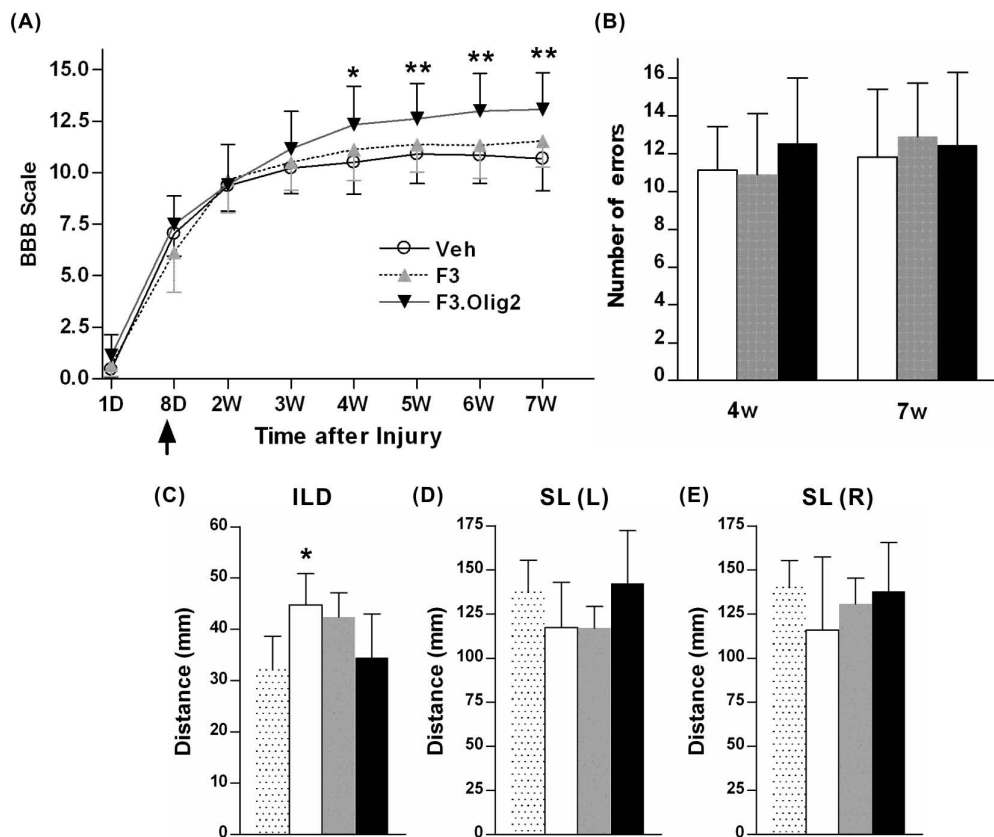 (A)
BBB Scale
15.0
12.5
10.0
7.5
5.0
2.5
0.0
* ** ** **
Veh
F3
F3.Olig2
1D 8D 2W 3W 4W 5W 6W 7W
Time after Injury
(B)
Number of errors
16
14
12
10
8
6
4
2
0
4W 7W
(C) ILD
Distance (mm)
60
50
40
30
20
10
0
*
(D) SL (L)
Distance (mm)
175
150
125
100
75
50
25
0
(E) SL (R)
Distance (mm)
175
150
125
100
75
50
25
0